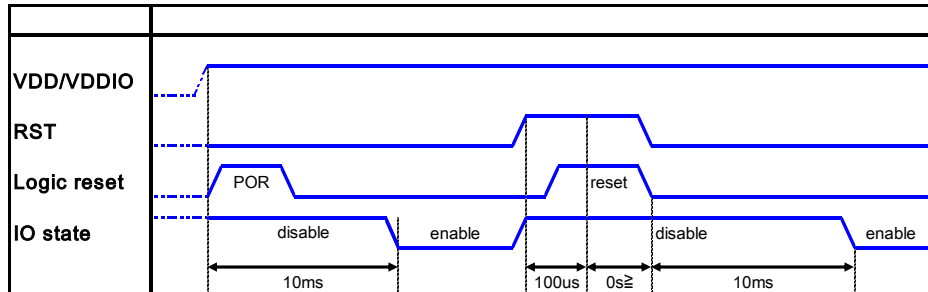 VDD/VDDIO
RST
Logic reset
POR
reset
IO state
disable
enable
disable
enable
10ms
100us
0s≧
10ms